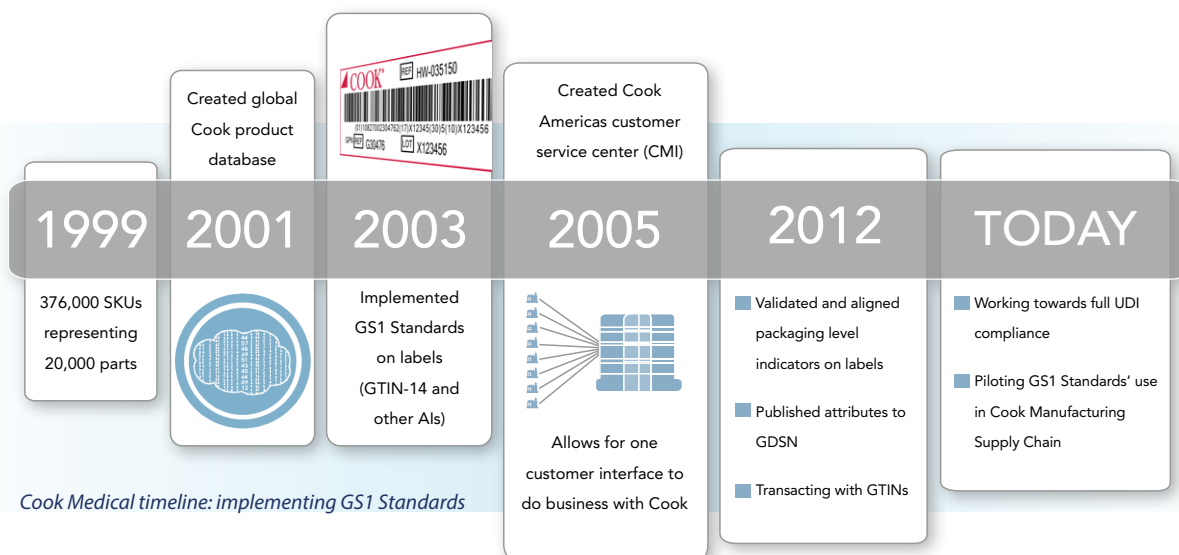 1999
376,000 SKUs
representing
20,000 parts
Created global
Cook product
database
2001
COOK®
REF HW-035150
(01)10827002304762(17)X12345(30)5(10)X123456
GPN REF G30476
LOT X123456
2003
Implemented
GS1 Standards
on labels
(GTIN-14 and
other AIs)
Created Cook
Americas customer
service center (CMI)
2005
Allows for one
customer interface to
do business with Cook
2012
Validated and aligned
packaging level
indicators on labels
Published attributes to
GDSN
Transacting with GTINs
TODAY
Working towards full UDI
compliance
Piloting GS1 Standards' use
in Cook Manufacturing
Supply Chain
Cook Medical timeline: implementing GS1 Standards